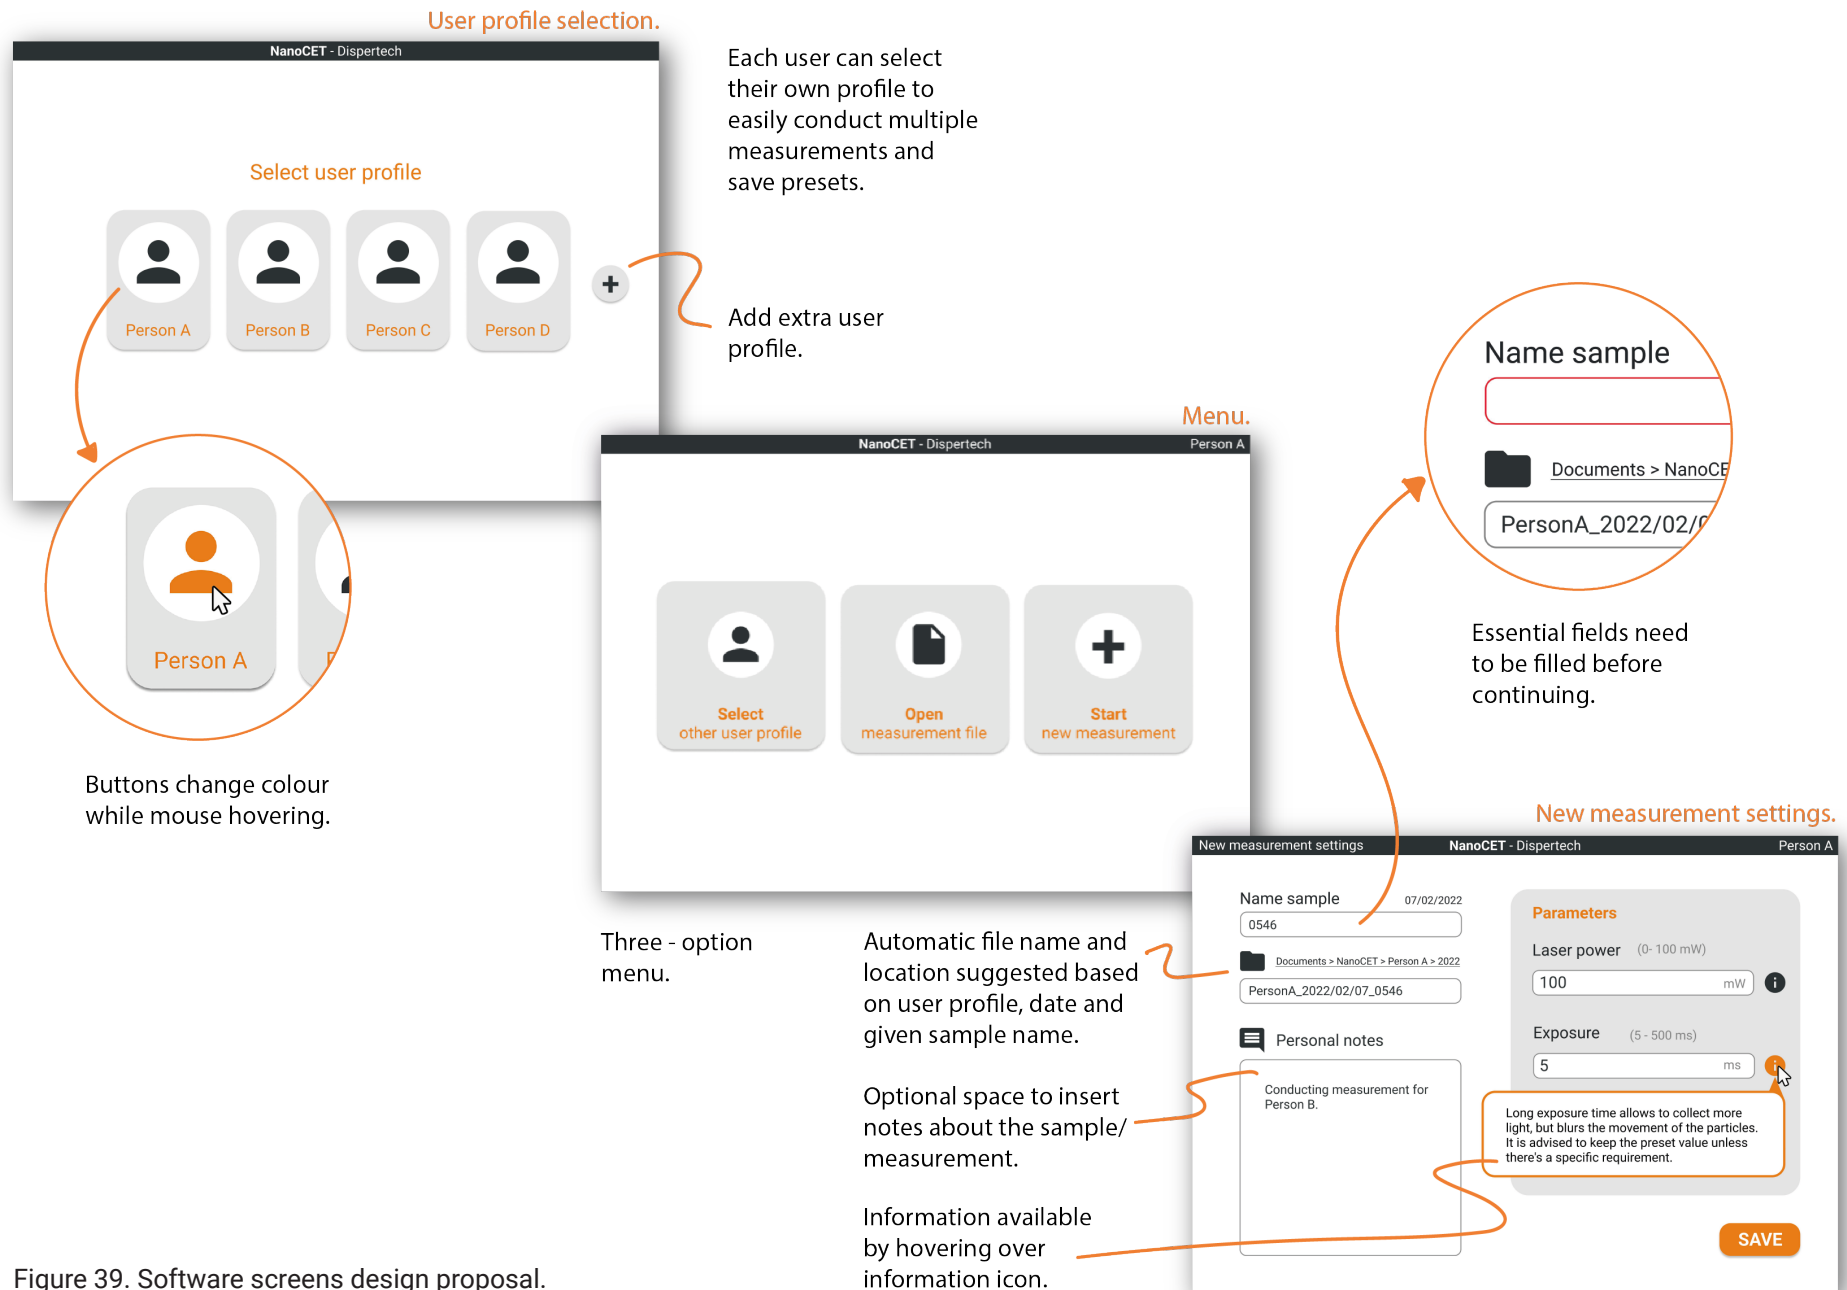 User profile selection.
NanoCET - Dispertech
Each user can select
their own profile to
easily conduct multiple
measurements and
save presets.
Select user profile
Person A
Person B
Person C
Person D
Add extra user
profile.
Person A
Buttons change colour
while mouse hovering.
Menu.
NanoCET - Dispertech
Person A
Select
other user profile
Open
measurement file
Start
new measurement
Three - option
menu.
Name sample
Documents > NanoCE
PersonA_2022/02/0
Essential fields need
to be filled before
continuing.
New measurement settings.
New measurement settings
NanoCET - Dispertech
Person A
Name sample
07/02/2022
0546
Documents > NanoCET > Person A > 2022
PersonA_2022/02/07_0546
Personal notes
Conducting measurement for
Person B.
Parameters
Laser power (0- 100 mW)
100 mW
Exposure (5 - 500 ms)
5 ms
Long exposure time allows to collect more
light, but blurs the movement of the particles.
It is advised to keep the preset value unless
there's a specific requirement.
SAVE
Automatic file name and
location suggested based
on user profile, date and
given sample name.
Optional space to insert
notes about the sample/
measurement.
Information available
by hovering over
information icon.
Figure 39. Software screens design proposal.